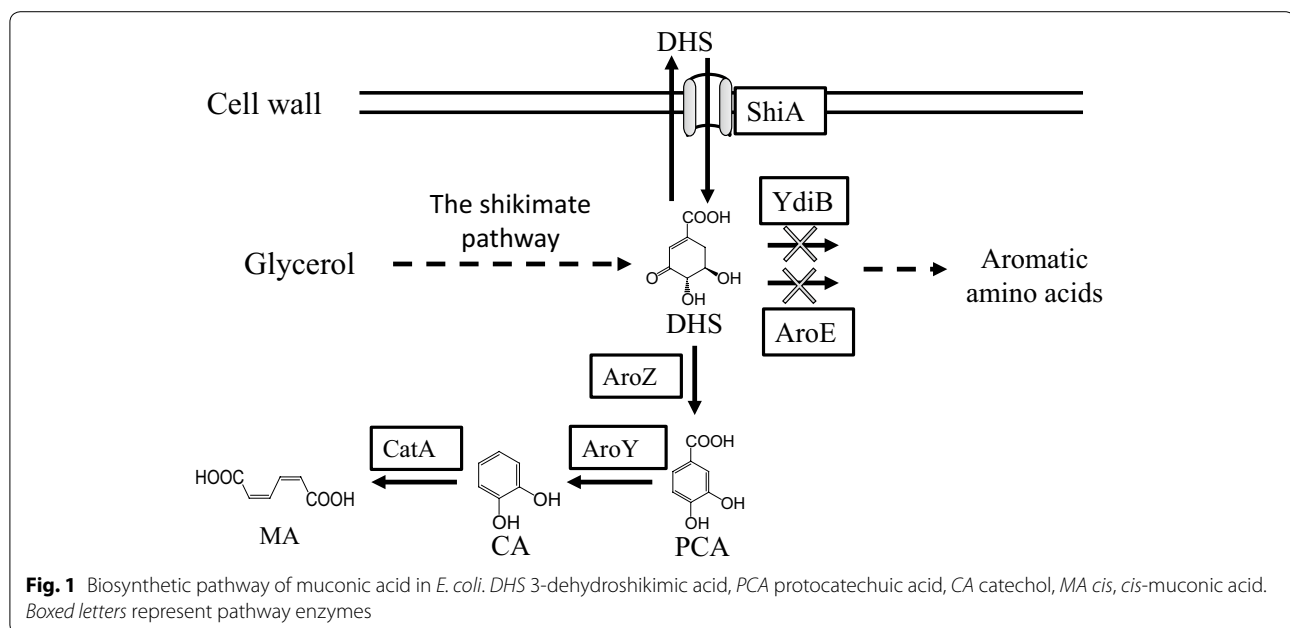 DHS
Cell wall
ShiA
The shikimate
pathway
YdiB
COOH
Glycerol
O
OH
OH
DHS
Aromatic
amino acids
AroE
AroZ
CatA
AroY
COOH
HOOC
COOH
OH
OH
OH
OH
MA
CA
PCA
Fig. 1 Biosynthetic pathway of muconic acid in E. coli. DHS 3-dehydroshikimic acid, PCA protocatechuic acid, CA catechol, MA cis, cis-muconic acid.
Boxed letters represent pathway enzymes